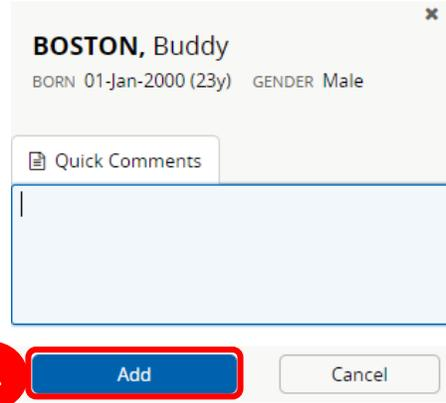 BOSTON, Buddy
BORN 01-Jan-2000 (23y) GENDER Male
Quick Comments
Add Cancel